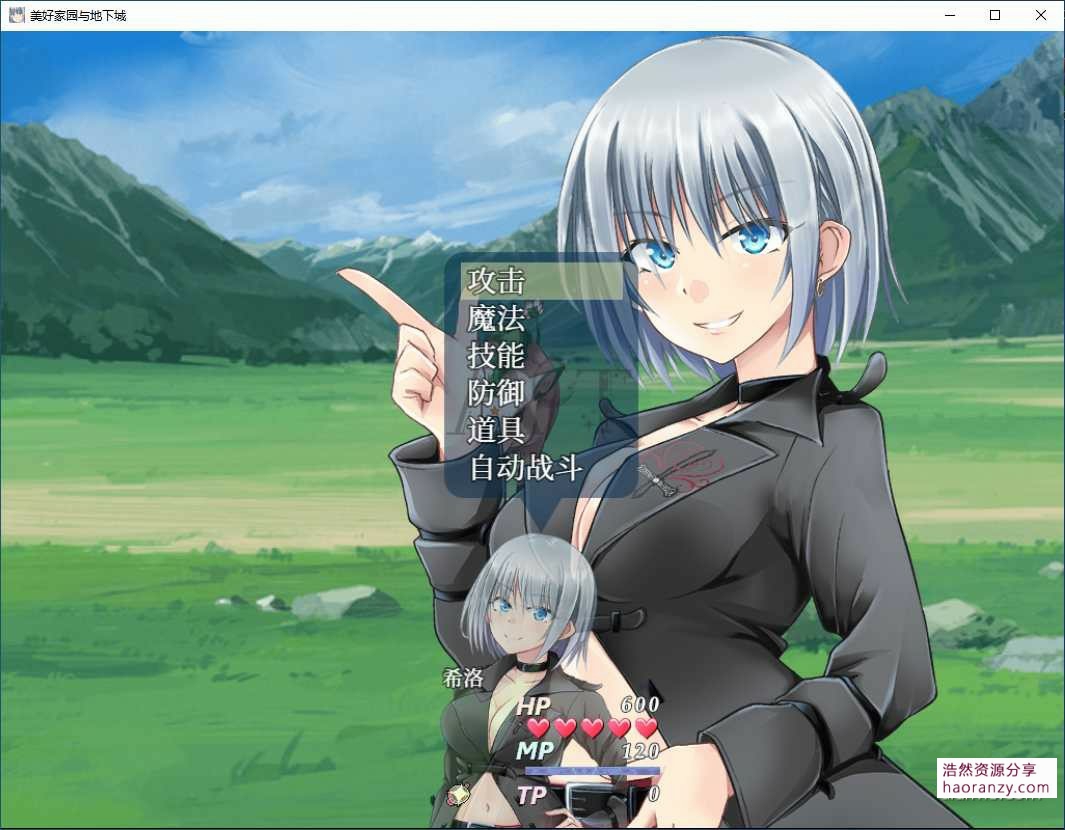 美好家园与地下城
攻击
魔法
技能
防御
道具
自动战斗
希洛
HP 600
MP 120
TP 0
浩然资源分享
haoranzy.com